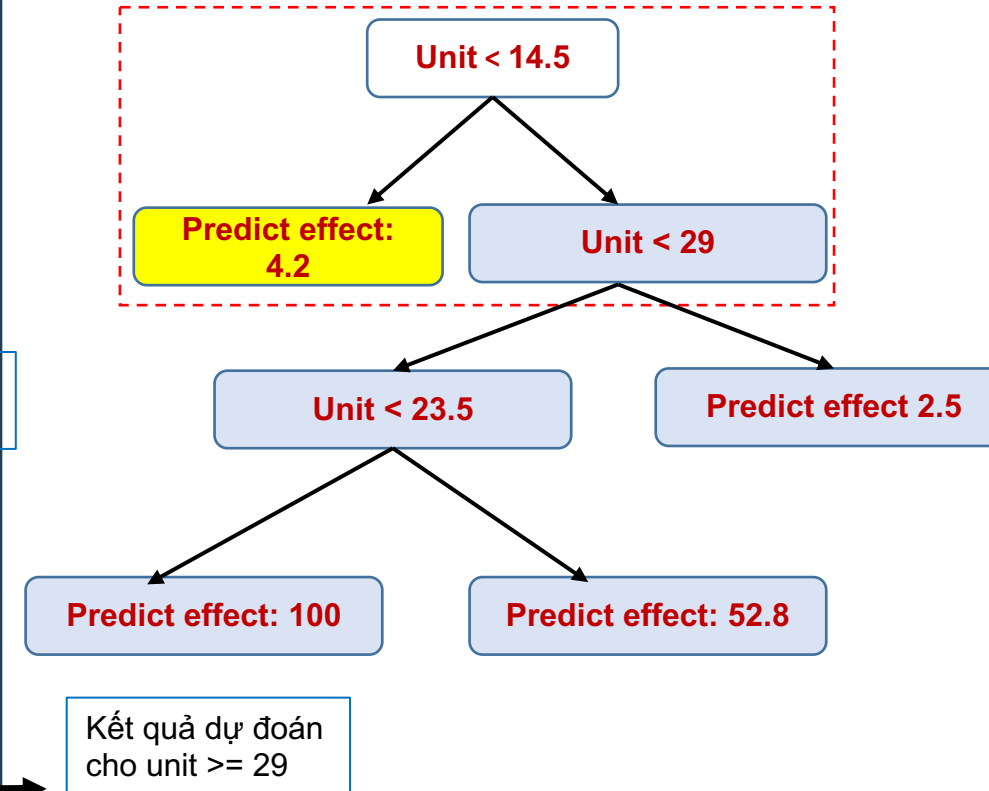 Unit < 14.5
Predict effect:
4.2
Unit < 29
Unit < 23.5
Predict effect 2.5
Predict effect: 100
Predict effect: 52.8
Kết quả dự đoán
cho unit >= 29